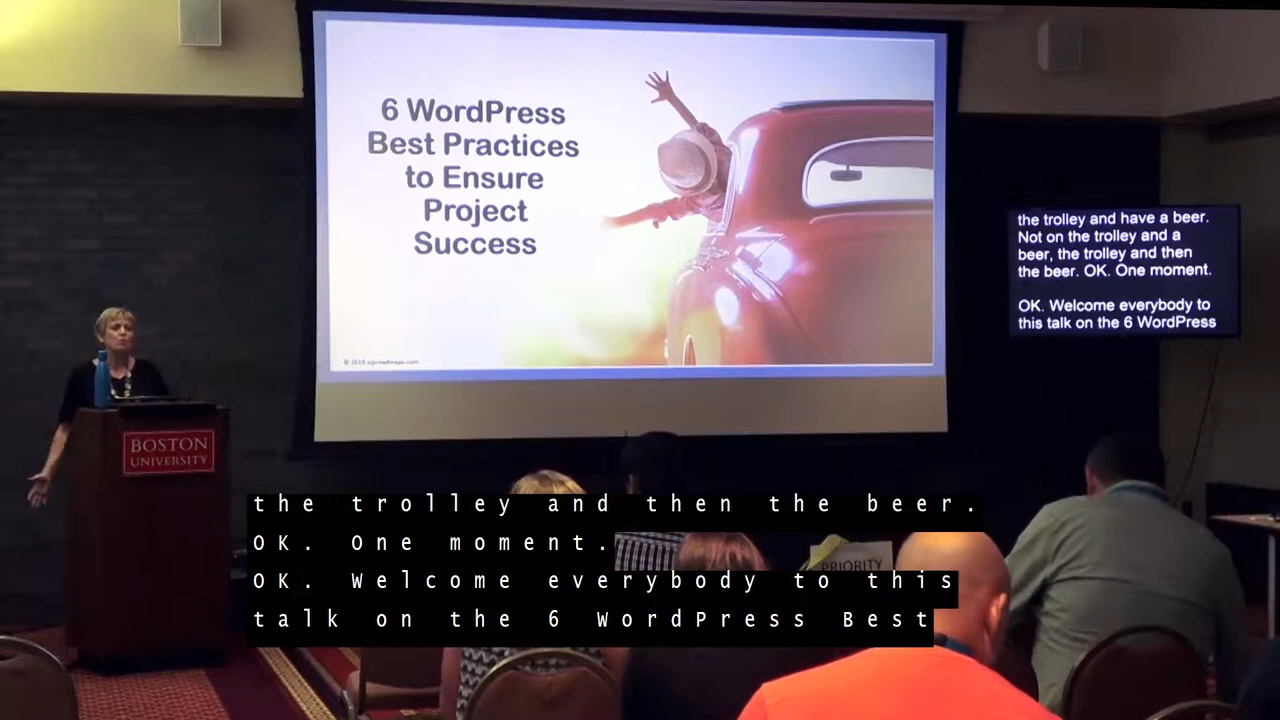 6 WordPress
Best Practices
to Ensure
Project
Success
the trolley and have a beer.
Not on the trolley and a
beer, the trolley and then
the beer. OK. One moment.
OK. Welcome everybody to
this talk on the 6 WordPress
BOSTON
UNIVERSITY
the trolley and then the beer.
OK. One moment.
PRIORITY
OK. Welcome everybody to this
talk on the 6 WordPress Best